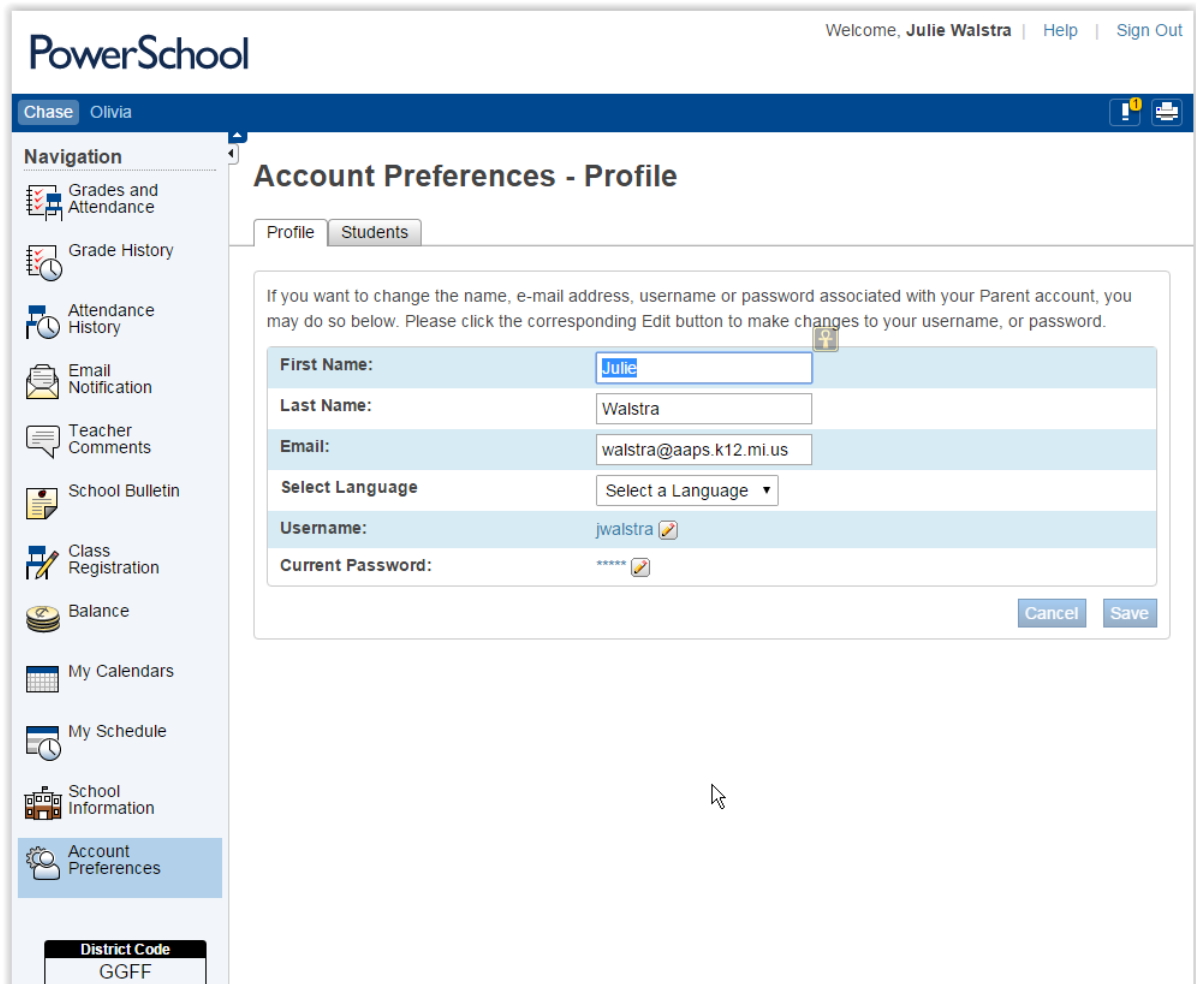 PowerSchool
Welcome, Julie Walstra | Help | Sign Out
Chase Olivia
1
Navigation
Grades and
Attendance
Grade History
Attendance
History
Email
Notification
Teacher
Comments
School Bulletin
Class
Registration
Balance
My Calendars
My Schedule
School
Information
Account
Preferences
District Code
GGFF
Account Preferences - Profile
Profile Students
If you want to change the name, e-mail address, username or password associated with your Parent account, you
may do so below. Please click the corresponding Edit button to make changes to your username, or password.
First Name: Julie
Last Name: Walstra
Email: walstra@aaps.k12.mi.us
Select Language Select a Language
Username: jwalstra
Current Password: *****
Cancel Save